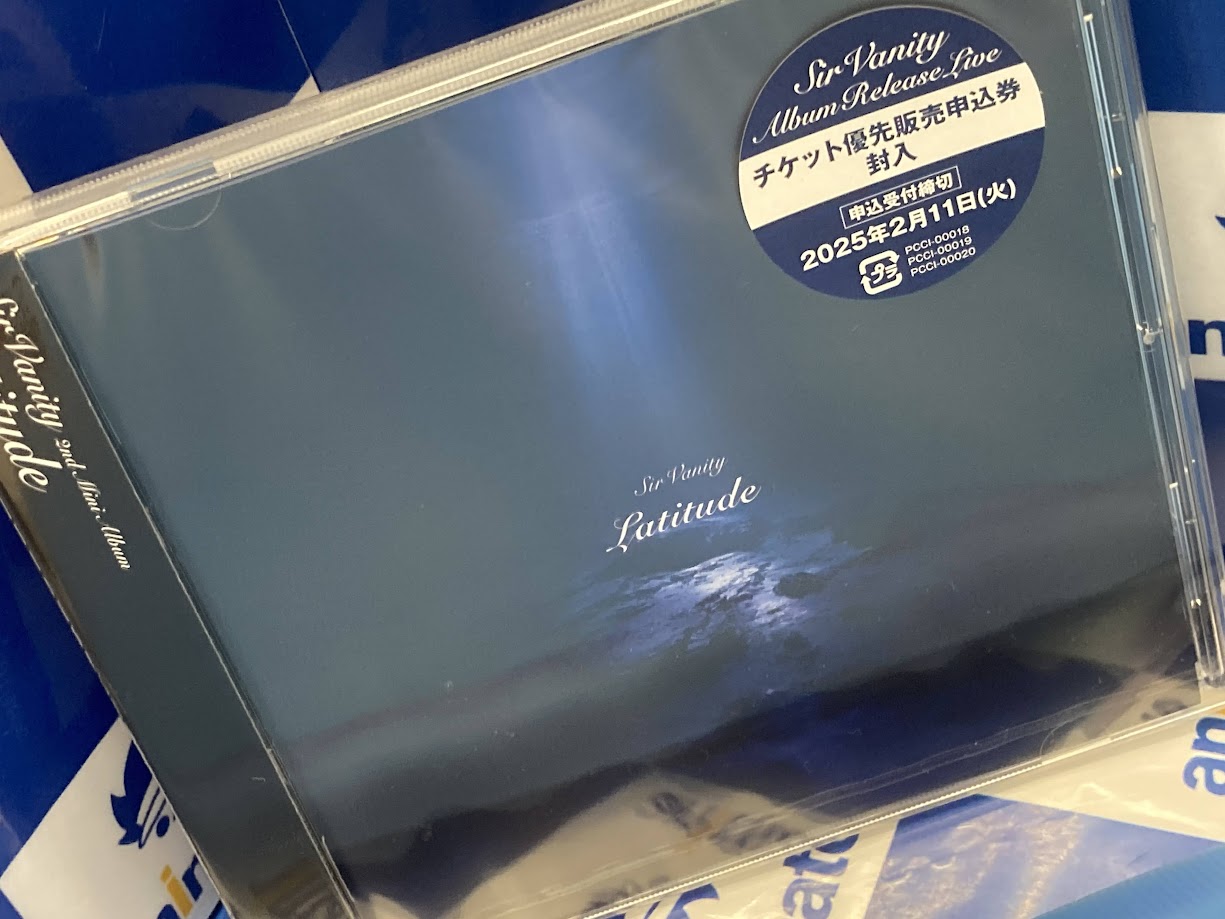 Sir Vanity
Album Release Live
チケット優先販売申込券
封入
申込受付締切
2025年2月11日(火)
プラ
PCCI-00018
PCCI-00019
PCCI-00020
Sir Vanity
Latitude
Sir Vanity 2nd Mini Album